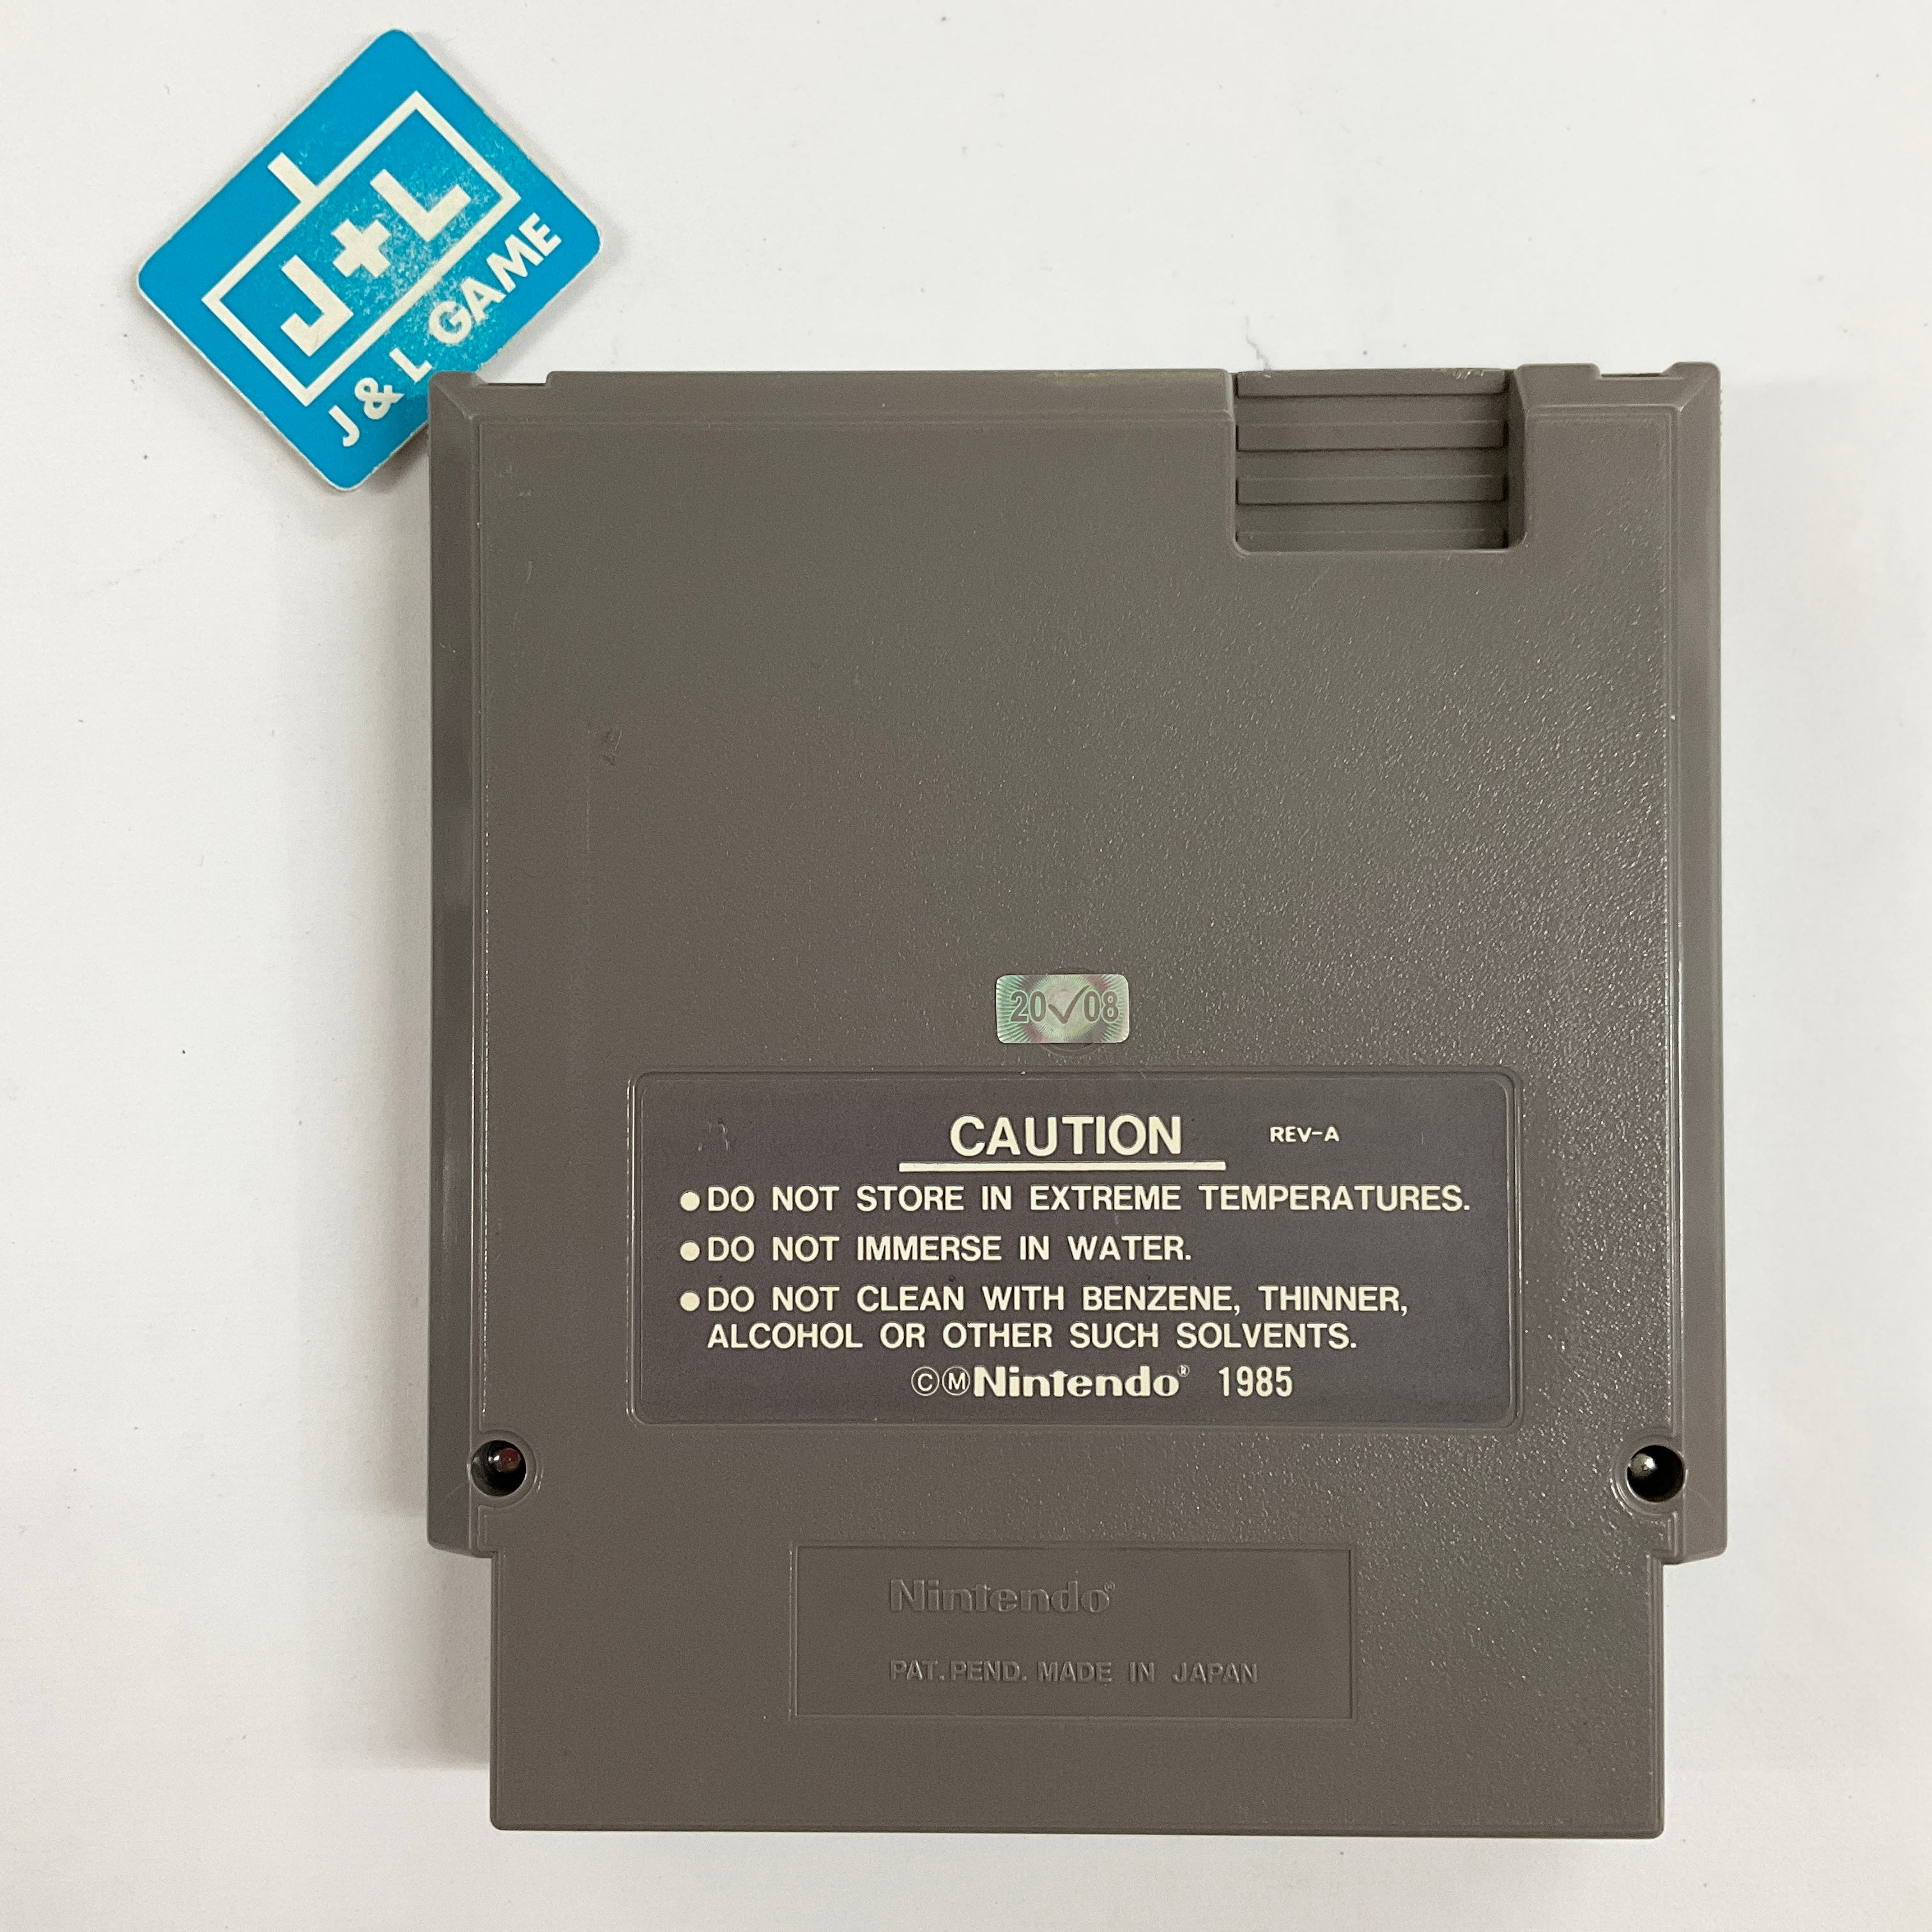 J+L
J & L GAME
20✓08
CAUTION REV-A
●DO NOT STORE IN EXTREME TEMPERATURES.
●DO NOT IMMERSE IN WATER.
●DO NOT CLEAN WITH BENZENE, THINNER,
ALCOHOL OR OTHER SUCH SOLVENTS.
©ⓂNintendo® 1985
Nintendo®
PAT.PEND. MADE IN JAPAN